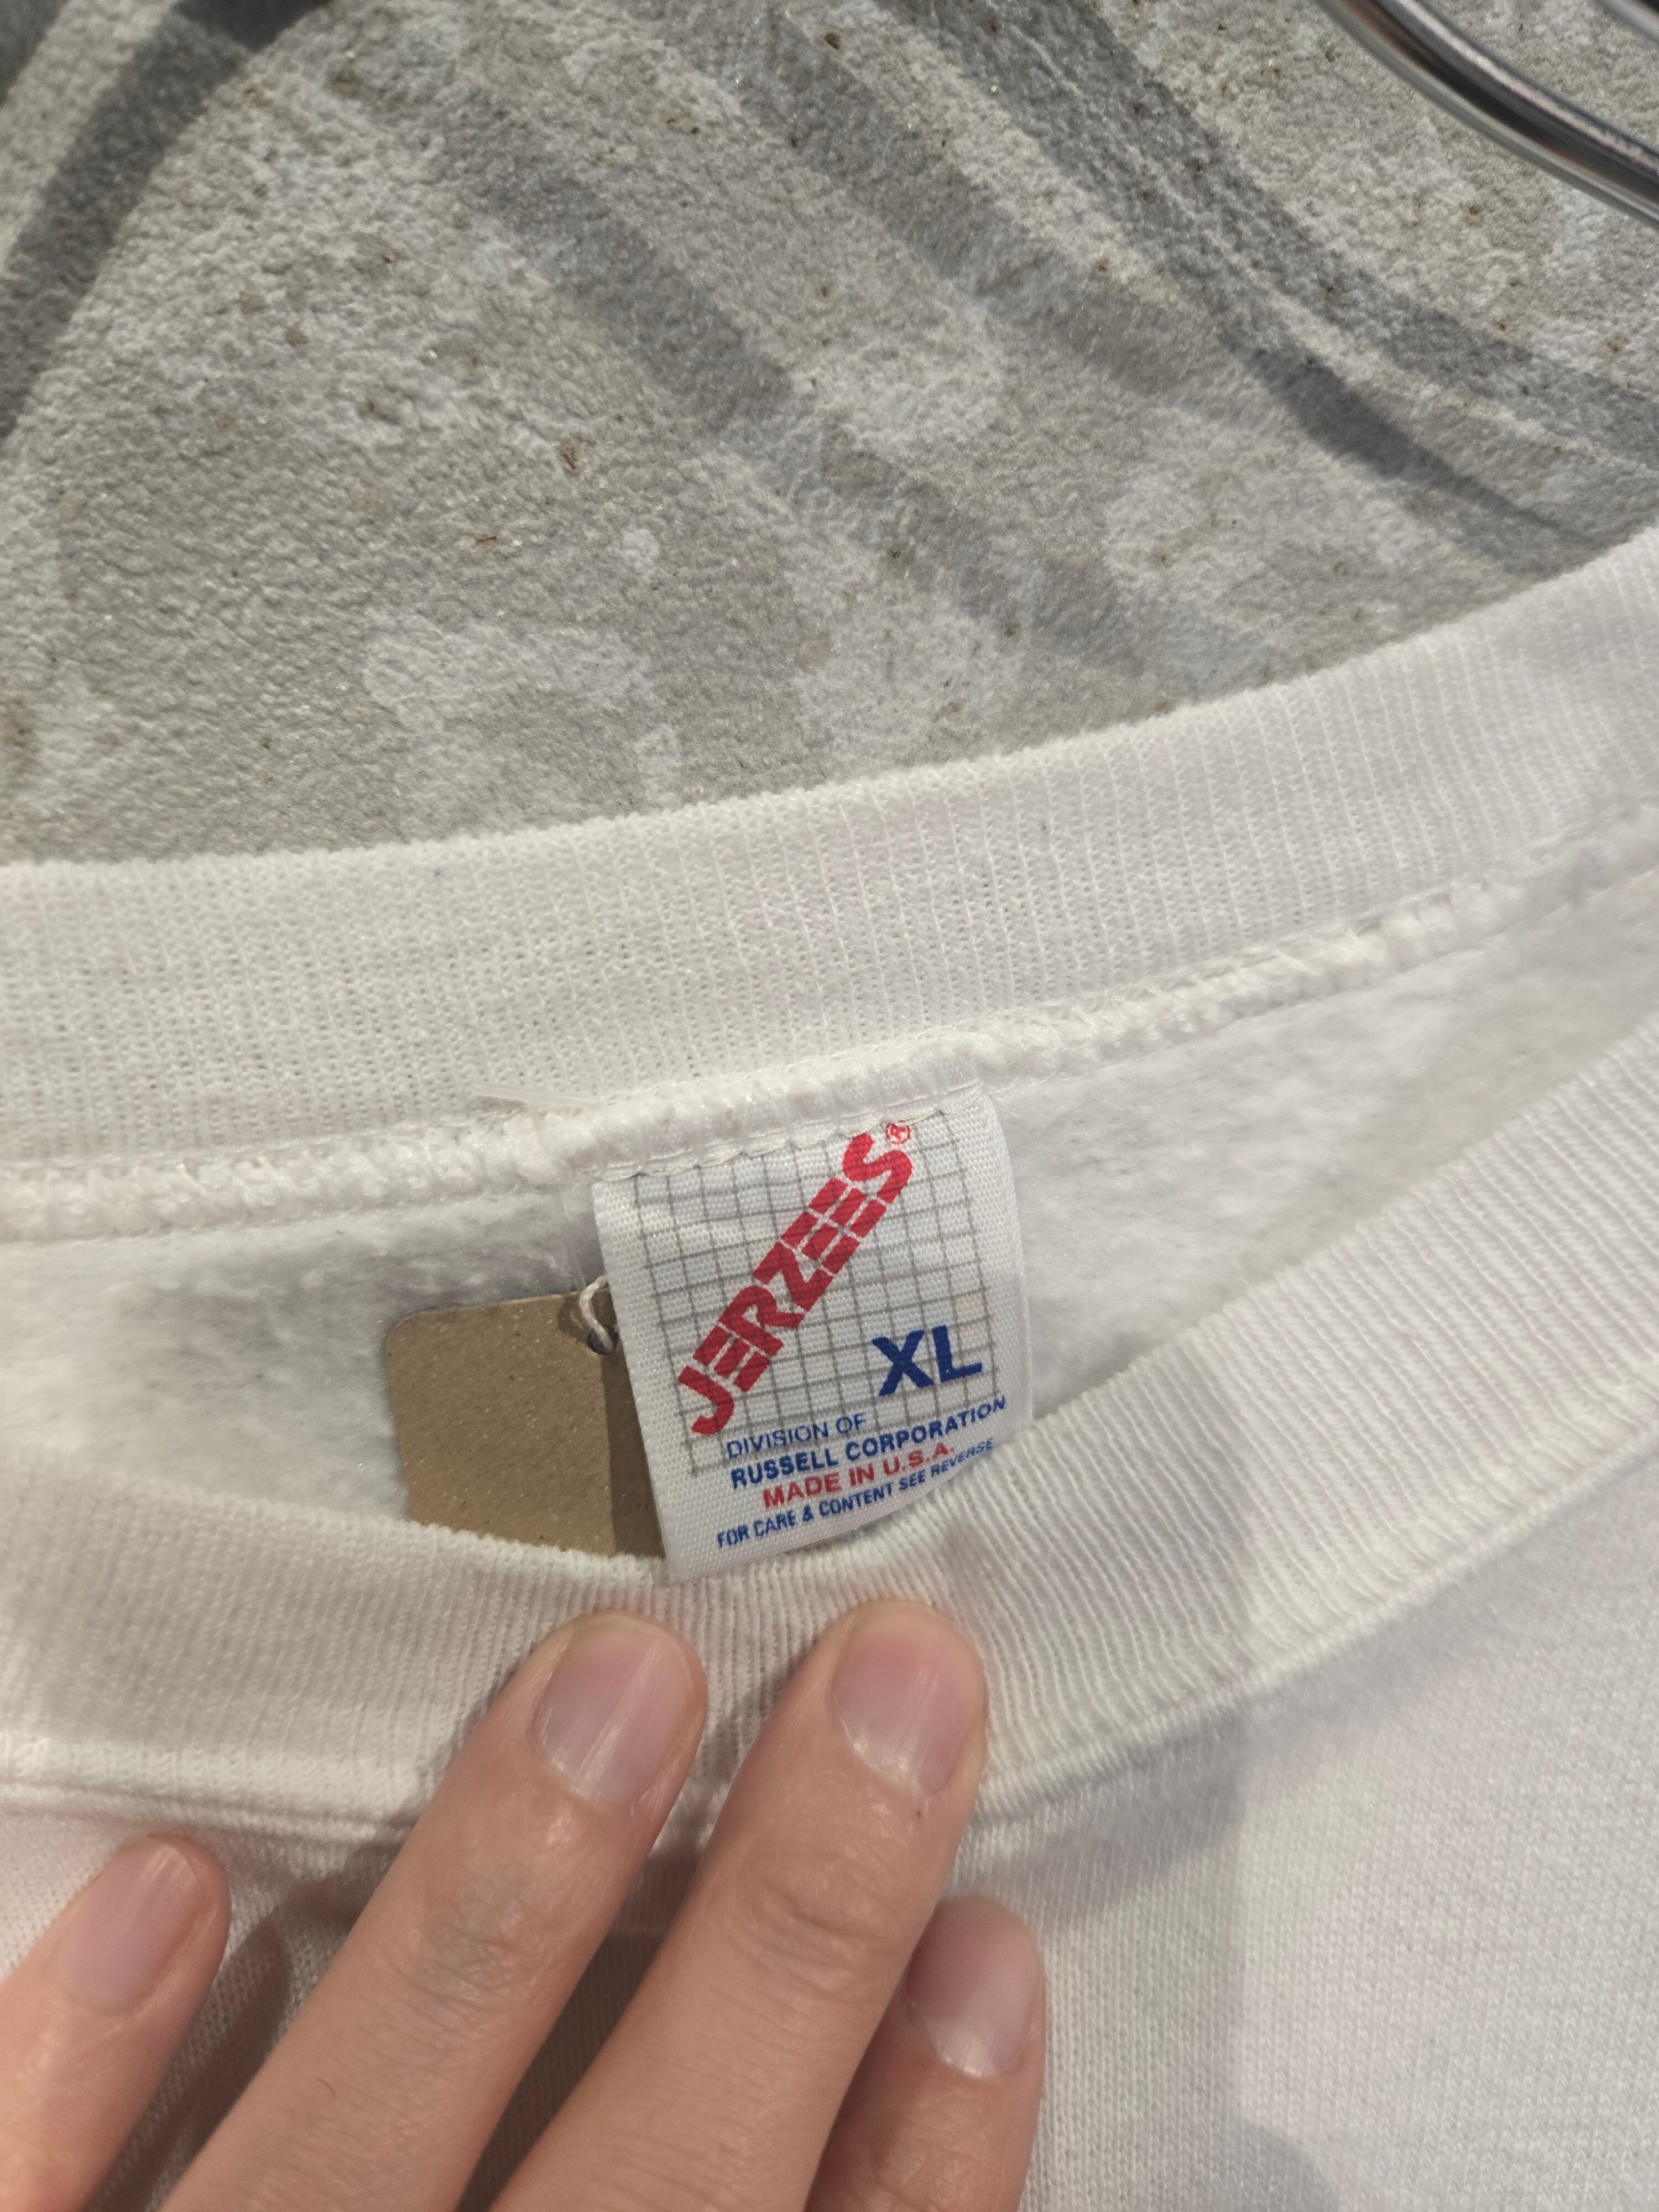 JERZEES®
XL
DIVISION OF
RUSSELL CORPORATION
MADE IN U.S.A.
FOR CARE & CONTENT SEE REVERSE